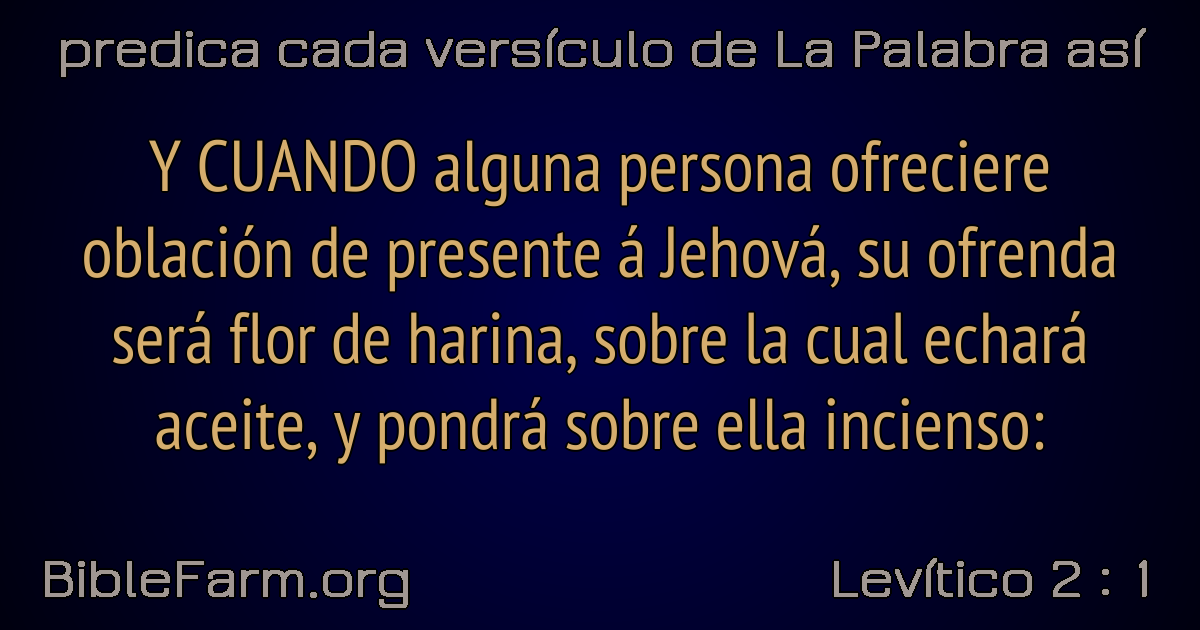 predica cada versículo de La Palabra así
Y CUANDO alguna persona ofreciere
oblación de presente á Jehová, su ofrenda
será flor de harina, sobre la cual echará
aceite, y pondrá sobre ella incienso:
BibleFarm.org
Levítico 2 : 1